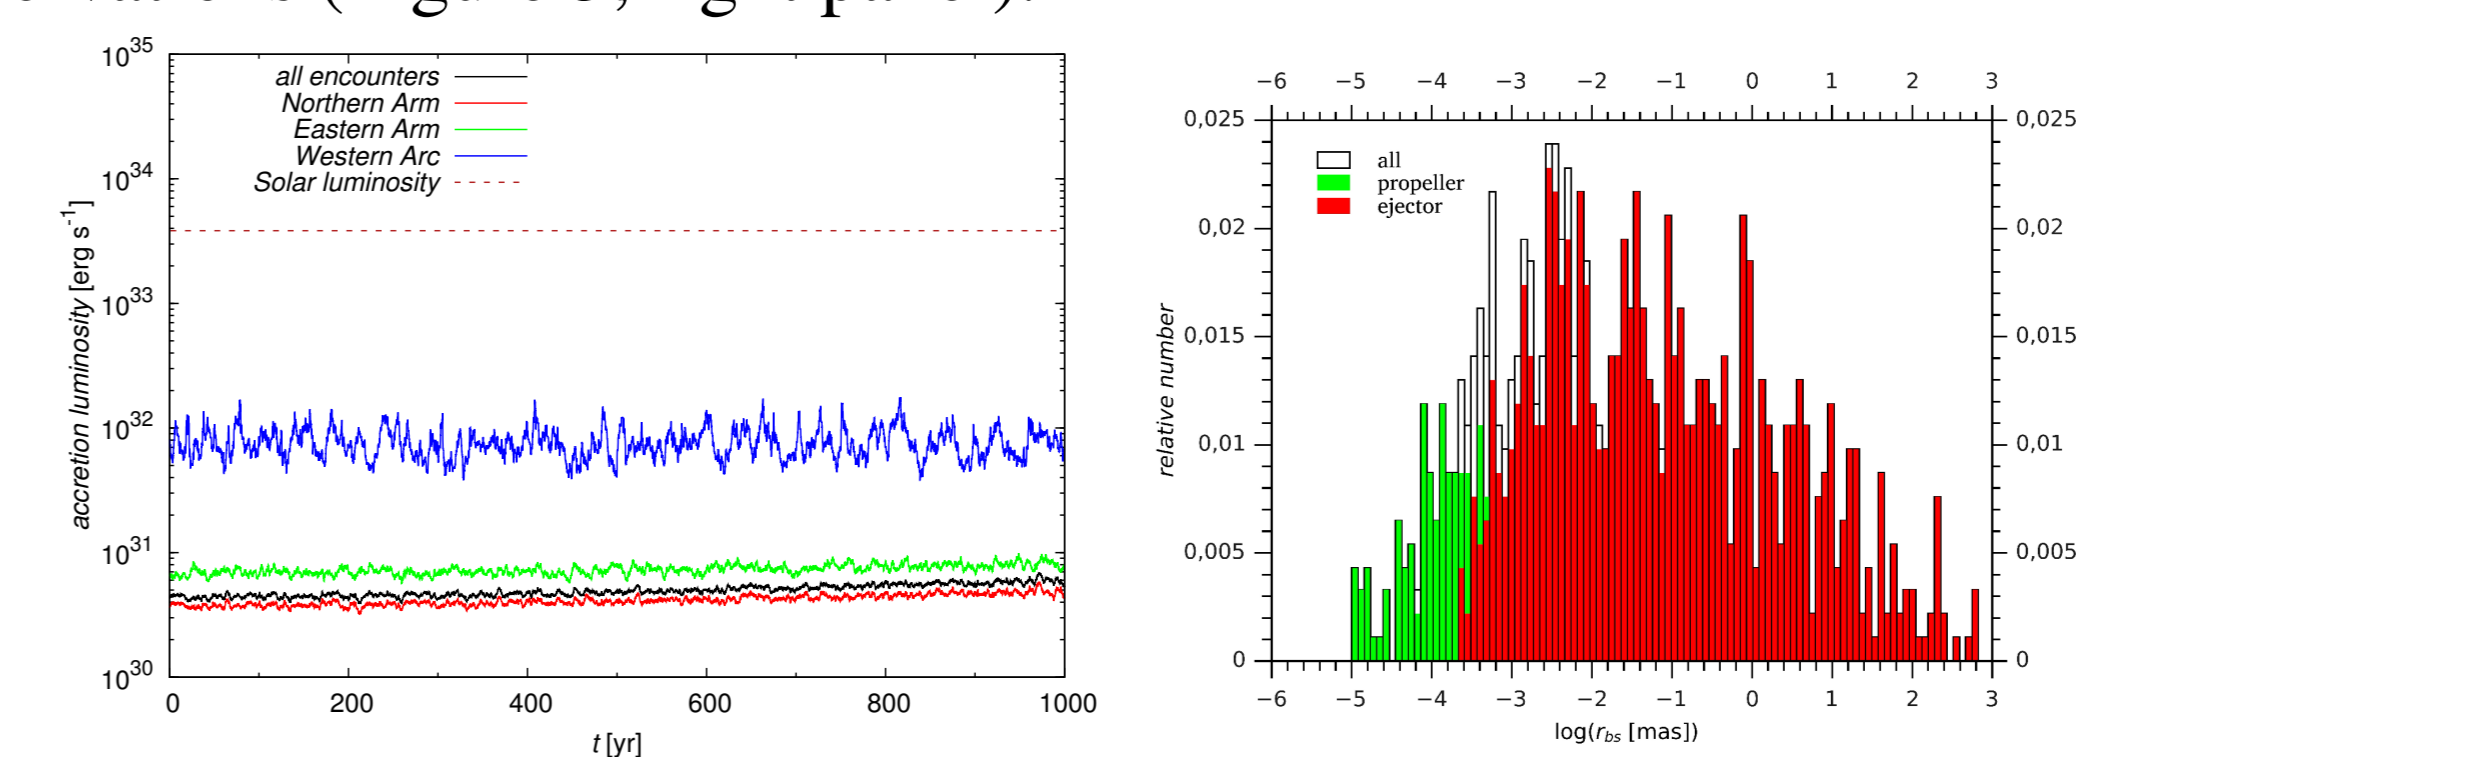 10^35
all encounters
Northern Arm
Eastern Arm
Western Arc
Solar luminosity
10^34
10^33
10^32
10^31
10^30
accretion luminosity [erg s^-1]
0 200 400 600 800 1000
t [yr]
−6 −5 −4 −3 −2 −1 0 1 2 3
all
propeller
ejector
0,025 0,025
0,02 0,02
0,015 0,015
0,01 0,01
0,005 0,005
0 0
relative number
−6 −5 −4 −3 −2 −1 0 1 2 3
log(r_bs [mas])